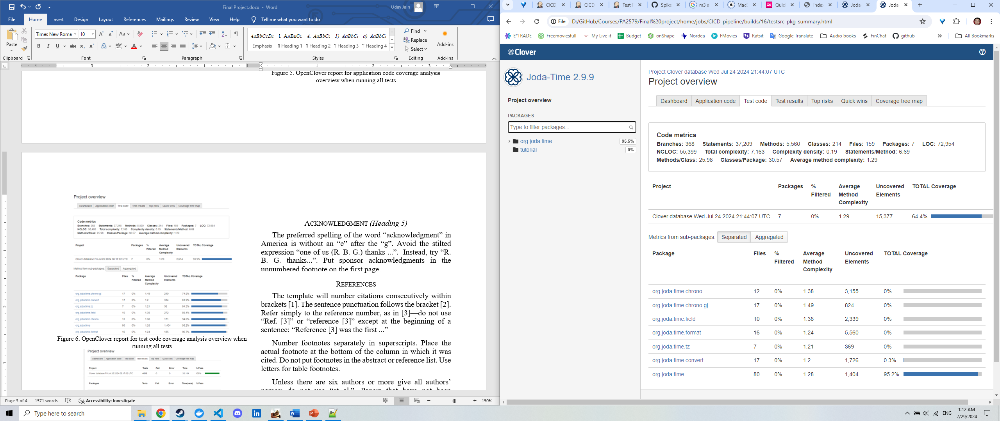 Final Project.docx - Word
Uday Jain
File Home Insert Design Layout References Mailings Review View Help Tell me what you want to do
Paste
Times New Roma 10
Aa
B I U abc X₂ X²
AaBbCcDc I. AABBCC A. AaBbCc 1) AaBbCc a) AaBbCc
Emphasis ¶ Heading 1 ¶ Heading 2 ¶ Heading 3 ¶ Heading 4
Find
Replace
Select
Add-ins
Clipboard Font Paragraph Styles Editing Add-ins
4 3 2 1 1 2 3 4
Figure 5. OpenClover report for application code coverage analysis
overview when running all tests
Project overview
Dashboard Application code Test code Test results Top risks Quick wins Coverage tree map
Code metrics
Branches: 368 Statements: 37,215 Methods: 5,560 Classes: 214 Files: 159 Packages: 7 LOC: 72,954
NCLOC: 55,405 Total complexity: 7,163 Complexity density: 0.19 Statements/Method: 6.69
Methods/Class: 25.98 Classes/Package: 30.57 Average method complexity: 1.29
Project Packages % Filtered Average Method Complexity Uncovered Elements TOTAL Coverage
Clover database Fri Jul 26 2024 08:17:02 UTC 7 0% 1.29 2,614 93.9%
Metrics from sub-packages: Separated Aggregated
Package Files % Filtered Average Method Complexity Uncovered Elements TOTAL Coverage
org.joda.time.chrono.gj 17 0% 1.49 210 74.5%
org.joda.time.convert 17 0% 1.2 314 81.9%
org.joda.time.tz 7 0% 1.21 58 84.3%
org.joda.time.field 10 0% 1.38 272 88.4%
org.joda.time.chrono 12 0% 1.38 171 94.6%
org.joda.time 80 0% 1.28 1,404 95.2%
org.joda.time.format 16 0% 1.24 185 96.7%
Figure 6. OpenClover report for test code coverage analysis overview when
running all tests
Project overview
Dashboard Application code Test code Test results Top risks Quick wins Coverage tree map
Project Tests Fail Error Time % Pass
Clover database Fri Jul 26 2024 08:17:02 UTC 4212 0 0 33.134 100%
Packages Tests Fail Error Time(secs) % Pass
ACKNOWLEDGMENT (Heading 5)
The preferred spelling of the word “acknowledgment” in
America is without an “e” after the “g”. Avoid the stilted
expression “one of us (R. B. G.) thanks ...”. Instead, try “R.
B. G. thanks...”. Put sponsor acknowledgments in the
unnumbered footnote on the first page.
REFERENCES
The template will number citations consecutively within
brackets [1]. The sentence punctuation follows the bracket [2].
Refer simply to the reference number, as in [3]—do not use
“Ref. [3]” or “reference [3]” except at the beginning of a
sentence: “Reference [3] was the first ...”
Number footnotes separately in superscripts. Place the
actual footnote at the bottom of the column in which it was
cited. Do not put footnotes in the abstract or reference list. Use
letters for table footnotes.
Unless there are six authors or more give all authors’
names; do not use “et al.”. Papers that have not been
Page 3 of 4 1571 words Accessibility: Investigate 150%
CICD CICD Test R Spike m3 a MacB Quic index Joda Joda
File D:/GitHub/Courses/PA2579/Final%20project/home/jobs/CICD_pipeline/builds/16/testsrc-pkg-summary.html
E*TRADE Freemoviesfull My Live it Budget onShape Nordea FMovies Ratsit Google Translate Audio books FinChat github » All Bookmarks
Clover
Joda-Time 2.9.9
Project overview
PACKAGES
Type to filter packages...
org.joda.time 95.5%
tutorial 0%
Project Clover database Wed Jul 24 2024 21:44:07 UTC
Project overview
Dashboard Application code Test code Test results Top risks Quick wins Coverage tree map
Code metrics
Branches: 368 Statements: 37,209 Methods: 5,560 Classes: 214 Files: 159 Packages: 7 LOC: 72,954
NCLOC: 55,399 Total complexity: 7,163 Complexity density: 0.19 Statements/Method: 6.69
Methods/Class: 25.98 Classes/Package: 30.57 Average method complexity: 1.29
Project Packages % Filtered Average Method Complexity Uncovered Elements TOTAL Coverage
Clover database Wed Jul 24 2024 21:44:07 UTC 7 0% 1.29 15,377 64.4%
Metrics from sub-packages: Separated Aggregated
Package Files % Filtered Average Method Complexity Uncovered Elements TOTAL Coverage
org.joda.time.chrono 12 0% 1.38 3,155 0%
org.joda.time.chrono.gj 17 0% 1.49 824 0%
org.joda.time.field 10 0% 1.38 2,339 0%
org.joda.time.format 16 0% 1.24 5,560 0%
org.joda.time.tz 7 0% 1.21 369 0%
org.joda.time.convert 17 0% 1.2 1,726 0.3%
org.joda.time 80 0% 1.28 1,404 95.2%
Type here to search
ENG
1:12 AM
7/29/2024